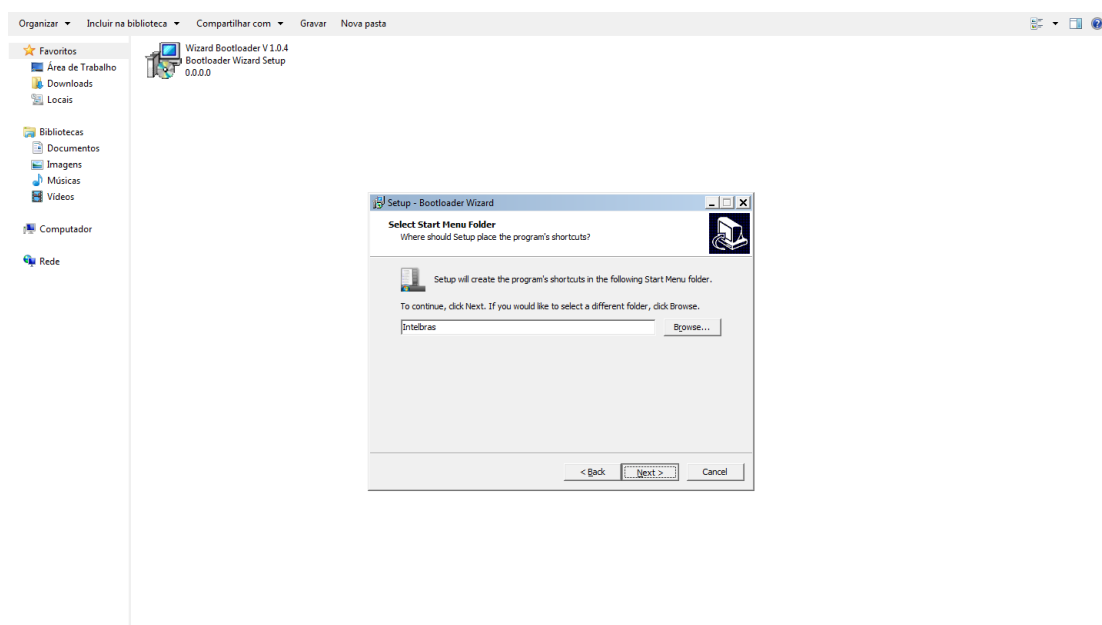 Organizar Incluir na biblioteca Compartilhar com Gravar Nova pasta
Favoritos
Área de Trabalho
Downloads
Locais
Bibliotecas
Documentos
Imagens
Músicas
Vídeos
Computador
Rede
Wizard Bootloader V 1.0.4
Bootloader Wizard Setup
0.0.0.0
Setup - Bootloader Wizard
Select Start Menu Folder
Where should Setup place the program's shortcuts?
Setup will create the program's shortcuts in the following Start Menu folder.
To continue, click Next. If you would like to select a different folder, click Browse.
Intelbras
Browse...
< Back Next > Cancel